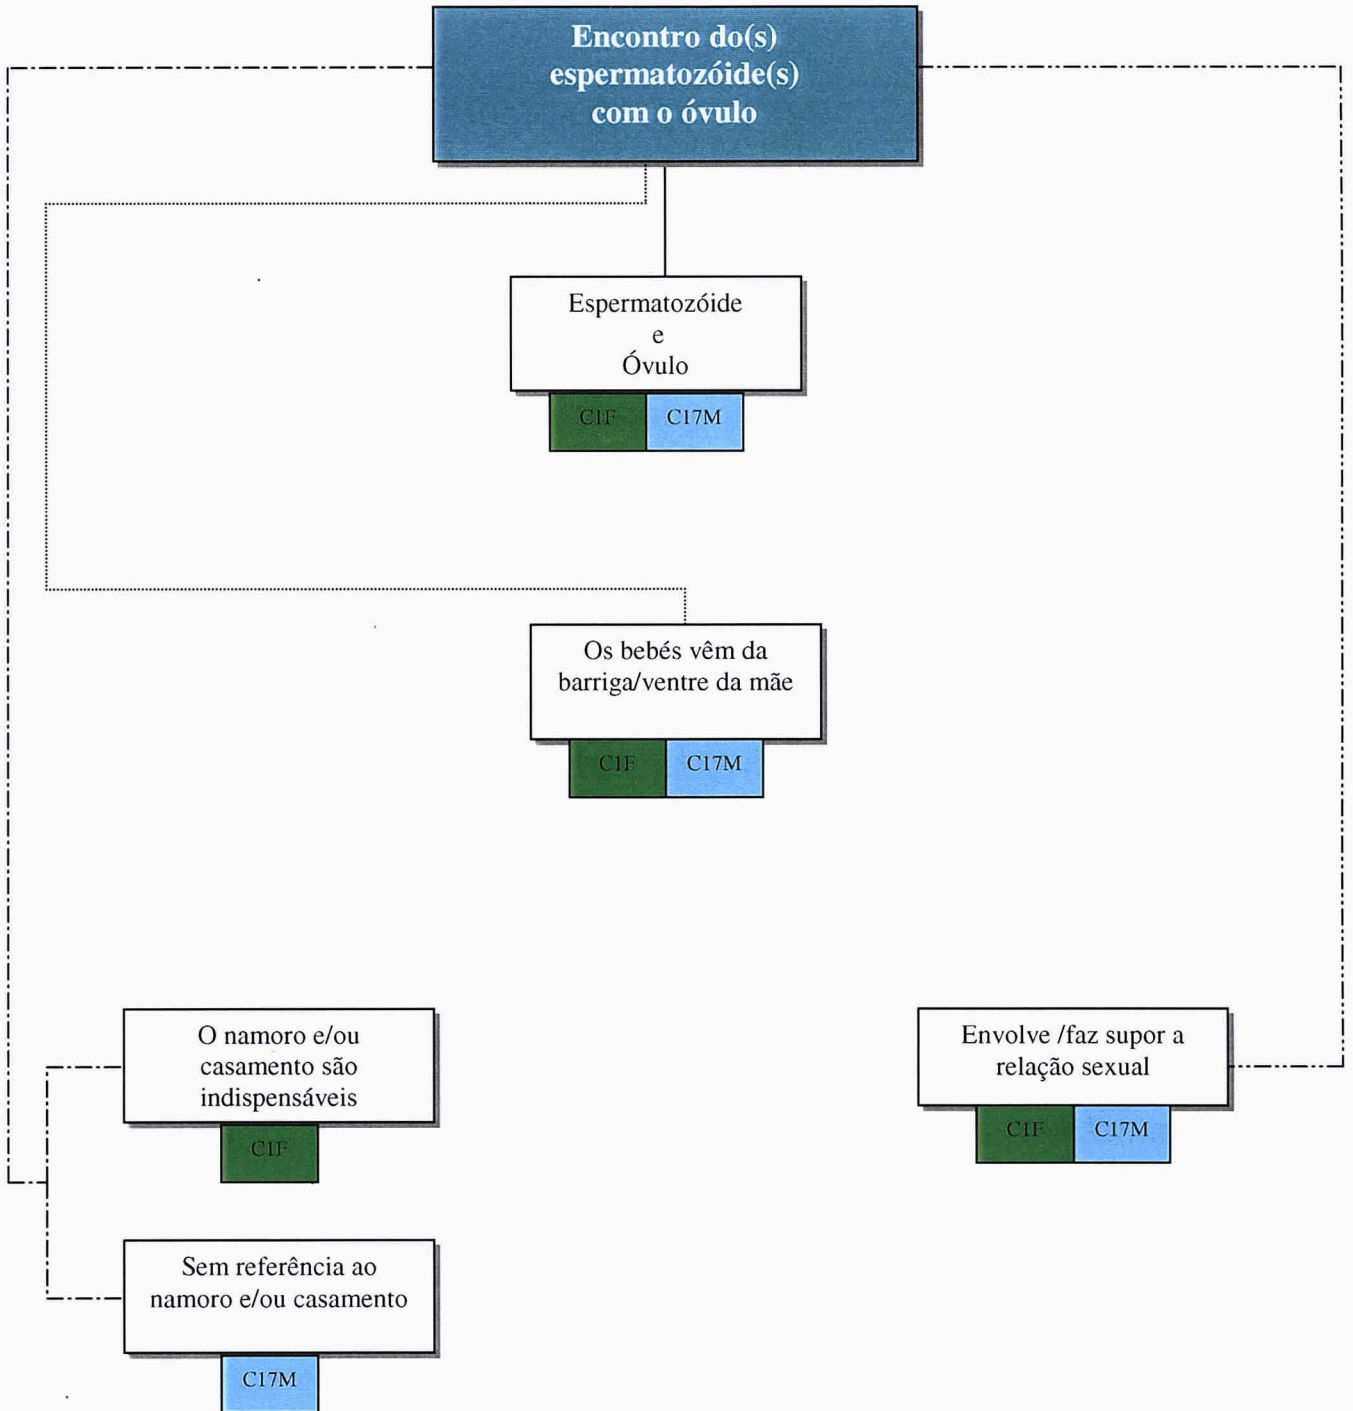 Encontro do(s)
espermatozóide(s)
com o óvulo
Espermatozóide
e
Óvulo
C1F C17M
Os bebés vêm da
barriga/ventre da mãe
C1F C17M
O namoro e/ou
casamento são
indispensáveis
C1F
Envolve /faz supor a
relação sexual
C1F C17M
Sem referência ao
namoro e/ou casamento
C17M